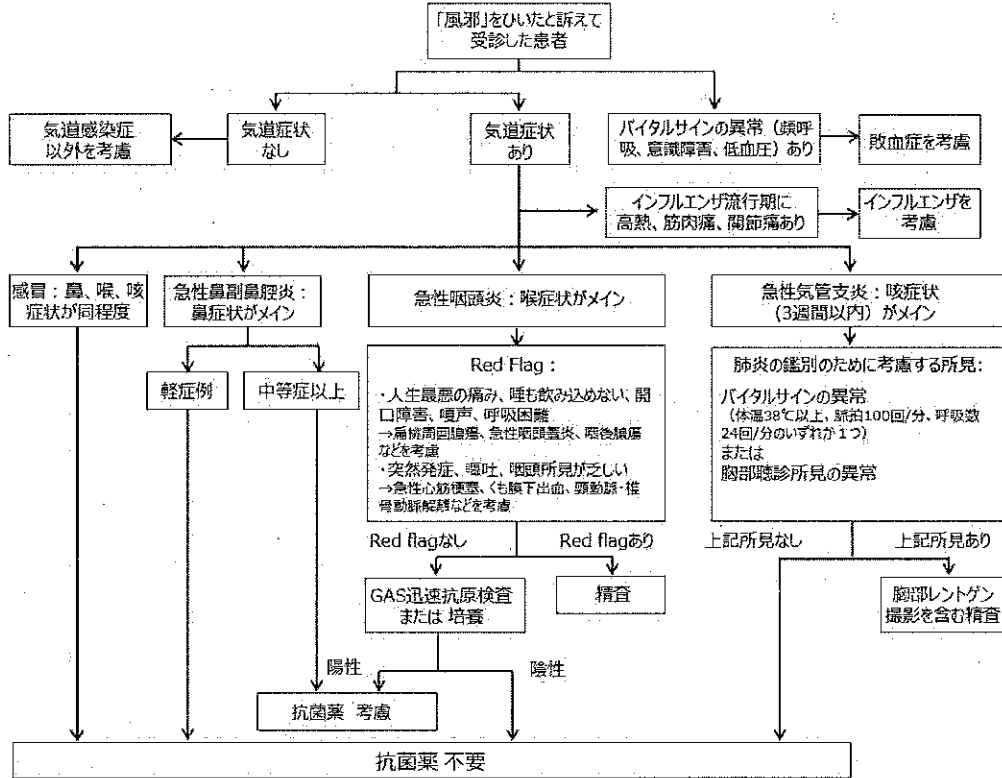 「風邪」をひいたと訴えて
受診した患者
気道感染症
以外を考慮
気道症状
なし
気道症状
あり
バイタルサインの異常（頻呼
吸、意識障害、低血圧）あり
敗血症を考慮
インフルエンザ流行期に
高熱、筋肉痛、関節痛あり
インフルエンザを
考慮
感冒：鼻、喉、咳
症状が同程度
急性鼻副鼻腔炎：
鼻症状がメイン
急性咽頭炎：喉症状がメイン
急性気管支炎：咳症状
（3週間以内）がメイン
軽症例
中等症以上
Red Flag：
・人生最悪の痛み、唾も飲み込めない、開
口障害、嗄声、呼吸困難
→扁桃周囲膿瘍、急性喉頭蓋炎、咽後膿瘍
などを考慮
・突然発症、嘔吐、咽頭所見が乏しい
→急性心筋梗塞、くも膜下出血、頸動脈・椎
骨動脈解離などを考慮
肺炎の鑑別のために考慮する所見：
バイタルサインの異常
（体温38℃以上、脈拍100回/分、呼吸数
24回/分のいずれか１つ）
または
胸部聴診所見の異常
Red flagなし
Red flagあり
上記所見なし
上記所見あり
GAS迅速抗原検査
または 培養
精査
胸部レントゲン
撮影を含む精査
陽性
陰性
抗菌薬 考慮
抗菌薬 不要